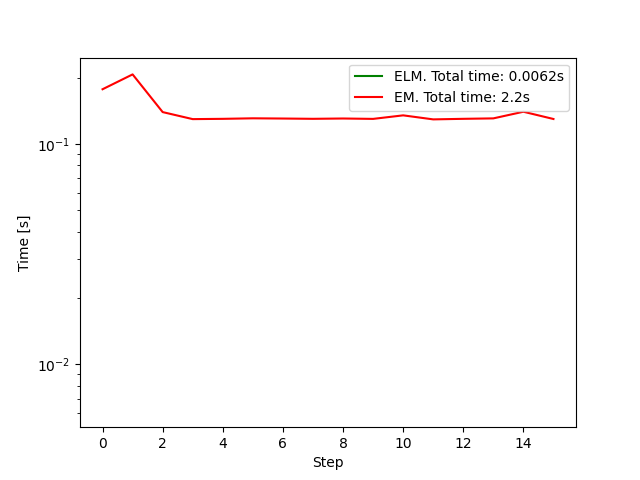 ELM. Total time: 0.0062s
EM. Total time: 2.2s
10⁻¹
10⁻²
Time [s]
0 2 4 6 8 10 12 14
Step